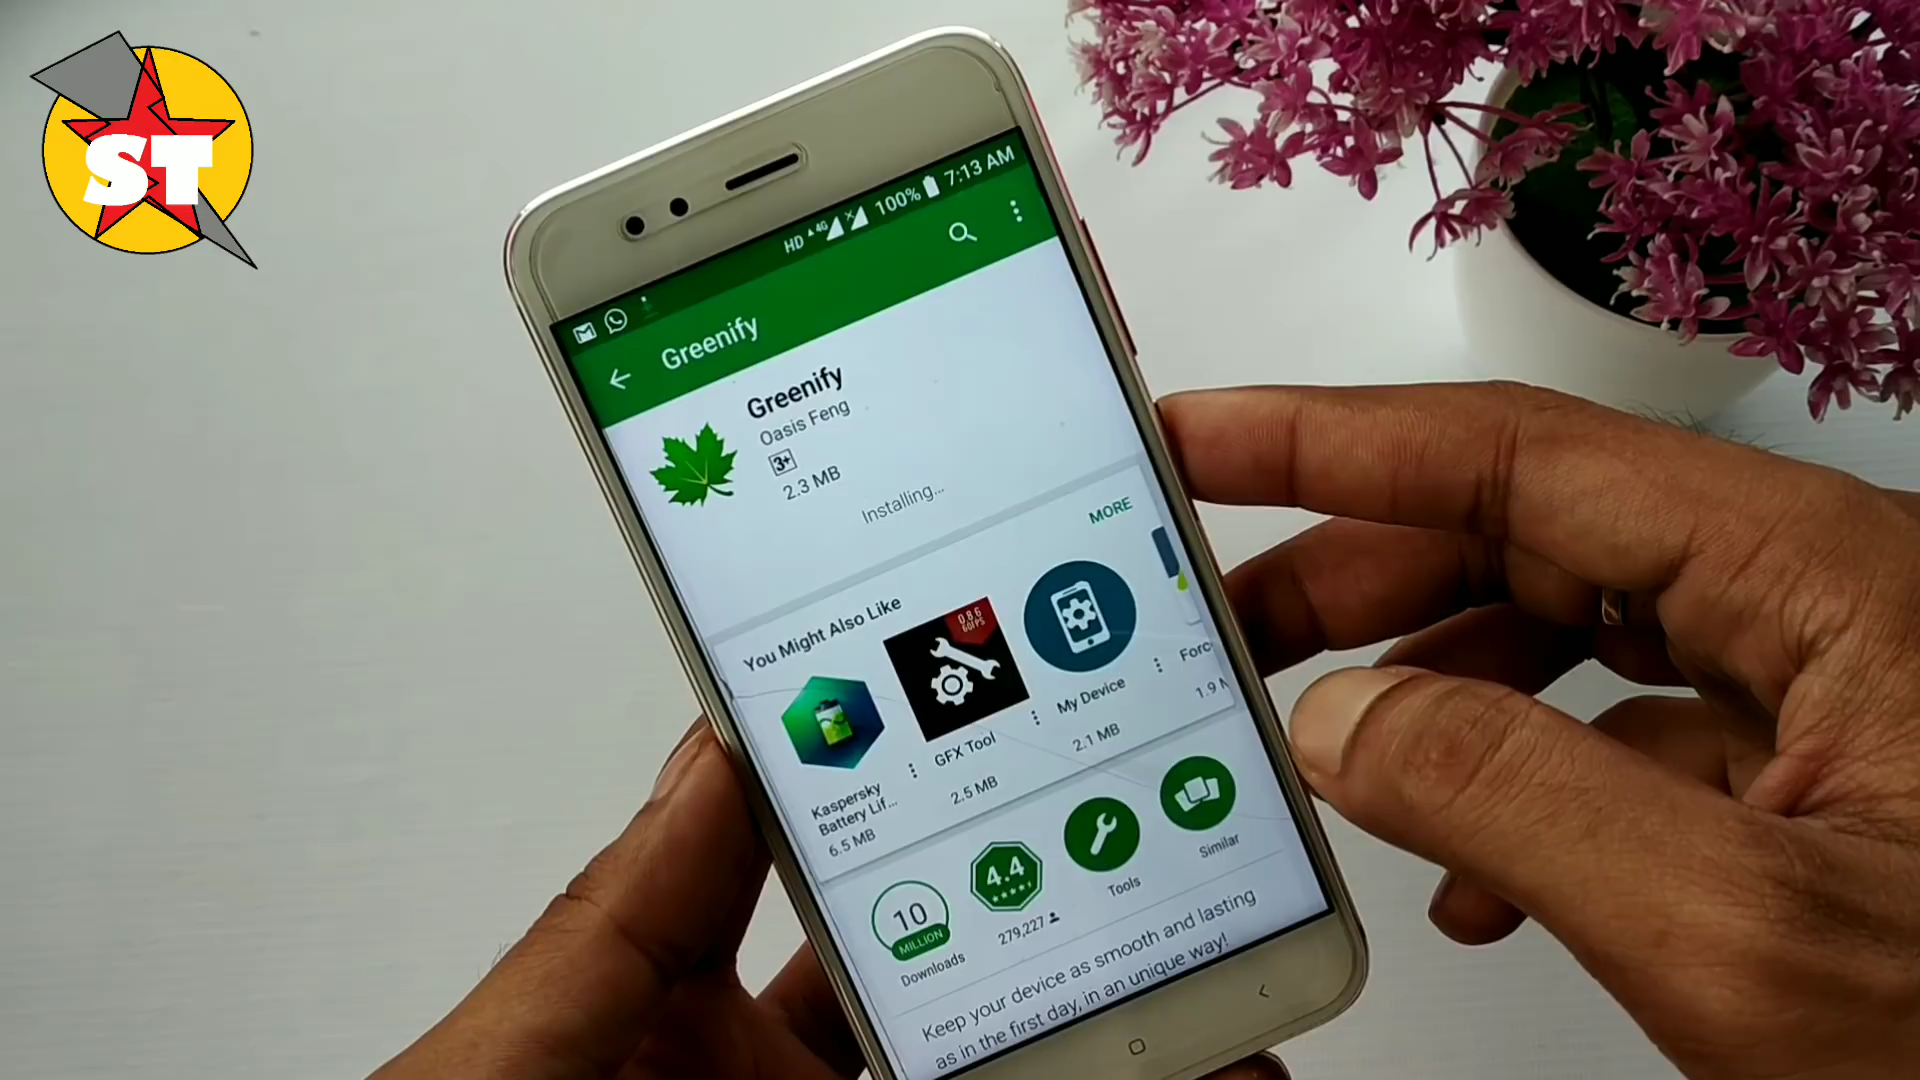 ST
HD 4G 100% 7:13 AM
Greenify
Greenify
Oasis Feng
3+
2.3 MB
Installing...
MORE
You Might Also Like
086
60FPS
Kaspersky
Battery Lif...
6.5 MB
GFX Tool
2.5 MB
My Device
2.1 MB
Forc
1.9 M
10
MILLION
Downloads
4.4
279,227
Tools
Similar
Keep your device as smooth and lasting
as in the first day, in an unique way!